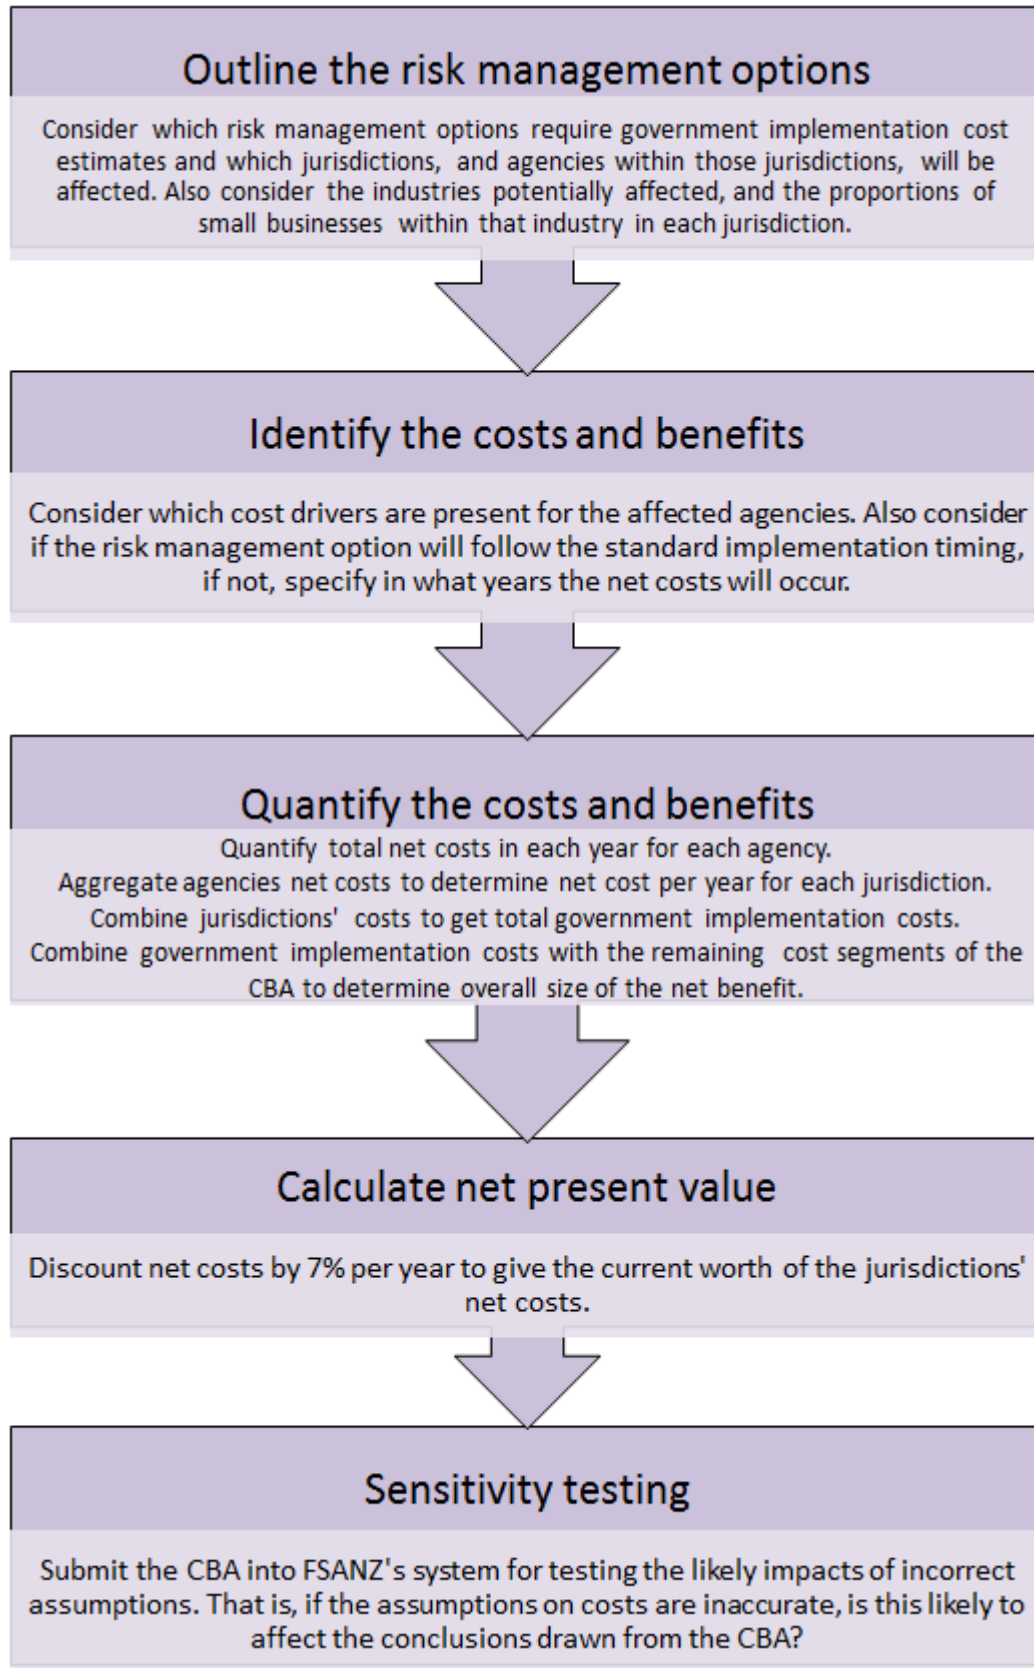 Outline the risk management options
Consider which risk management options require government implementation cost
estimates and which jurisdictions, and agencies within those jurisdictions, will be
affected. Also consider the industries potentially affected, and the proportions of
small businesses within that industry in each jurisdiction.
Identify the costs and benefits
Consider which cost drivers are present for the affected agencies. Also consider
if the risk management option will follow the standard implementation timing,
if not, specify in what years the net costs will occur.
Quantify the costs and benefits
Quantify total net costs in each year for each agency.
Aggregate agencies net costs to determine net cost per year for each jurisdiction.
Combine jurisdictions' costs to get total government implementation costs.
Combine government implementation costs with the remaining cost segments of the
CBA to determine overall size of the net benefit.
Calculate net present value
Discount net costs by 7% per year to give the current worth of the jurisdictions'
net costs.
Sensitivity testing
Submit the CBA into FSANZ's system for testing the likely impacts of incorrect
assumptions. That is, if the assumptions on costs are inaccurate, is this likely to
affect the conclusions drawn from the CBA?